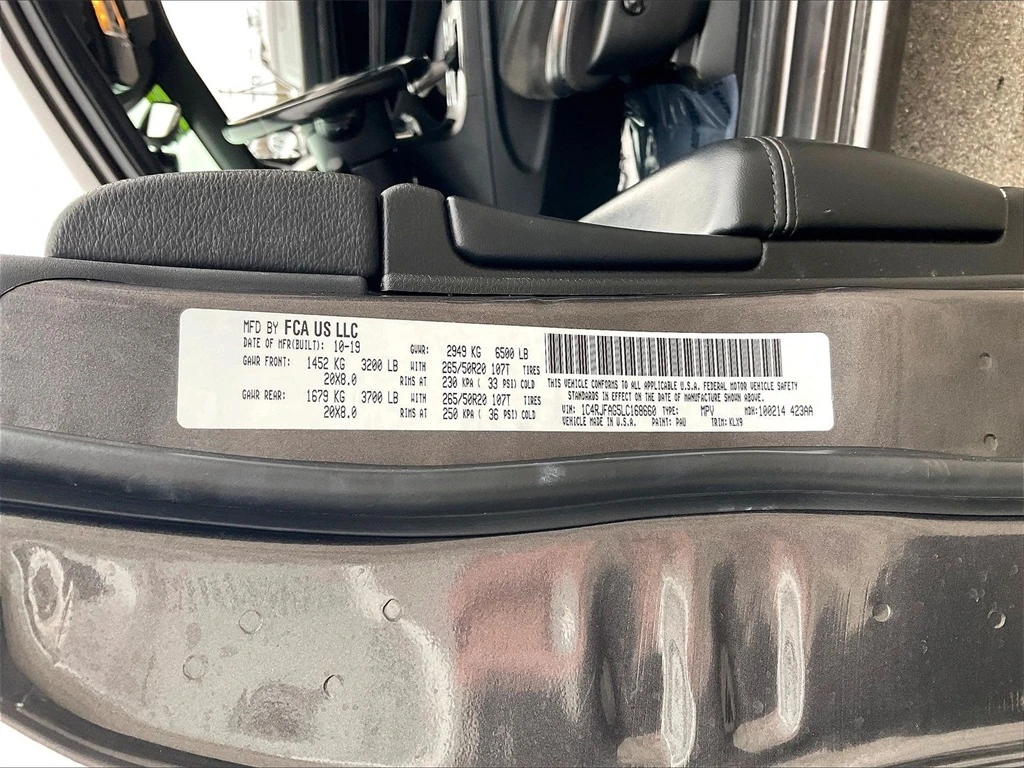 MFD BY FCA US LLC
DATE OF MFR(BUILT): 10-19 GVWR: 2949 KG 6500 LB
GAWR FRONT: 1452 KG 3200 LB WITH 265/50R20 107T TIRES
20X8.0 RIMS AT 230 KPA ( 33 PSI) COLD
GAWR REAR: 1679 KG 3700 LB WITH 265/50R20 107T TIRES
20X8.0 RIMS AT 250 KPA ( 36 PSI) COLD
THIS VEHICLE CONFORMS TO ALL APPLICABLE U.S.A. FEDERAL MOTOR VEHICLE SAFETY
STANDARDS IN EFFECT ON THE DATE OF MANUFACTURE SHOWN ABOVE.
VIN: 1C4RJFAG5LC168660 TYPE: MPV MDH:100214 423AA
VEHICLE MADE IN U.S.A. PAINT: PAU TRIM: KLX9